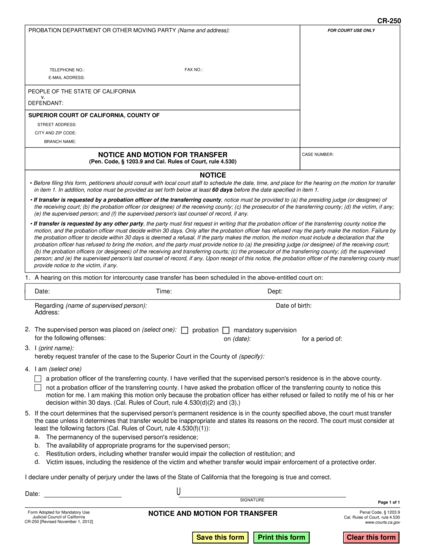 CR-250
PROBATION DEPARTMENT OR OTHER MOVING PARTY (Name and address):
FOR COURT USE ONLY
TELEPHONE NO.: FAX NO.:
E-MAIL ADDRESS:
PEOPLE OF THE STATE OF CALIFORNIA
v.
DEFENDANT:
SUPERIOR COURT OF CALIFORNIA, COUNTY OF
STREET ADDRESS:
CITY AND ZIP CODE:
BRANCH NAME:
NOTICE AND MOTION FOR TRANSFER
(Pen. Code, § 1203.9 and Cal. Rules of Court, rule 4.530)
CASE NUMBER:
NOTICE
• Before filing this form, petitioners should consult with local court staff to schedule the date, time, and place for the hearing on the motion for transfer
in item 1. In addition, notice must be provided as set forth below at least 60 days before the date specified in item 1.
• If transfer is requested by a probation officer of the transferring county, notice must be provided to (a) the presiding judge (or designee) of
the receiving court; (b) the probation officer (or designee) of the receiving county; (c) the prosecutor of the transferring county; (d) the victim, if any;
(e) the supervised person; and (f) the supervised person's last counsel of record, if any.
• If transfer is requested by any other party, the party must first request in writing that the probation officer of the transferring county notice the
motion, and the probation officer must decide within 30 days. Only after the probation officer has refused may the party make the motion. Failure by
the probation officer to decide within 30 days is deemed a refusal. If the party makes the motion, the motion must include a declaration that the
probation officer has refused to bring the motion, and the party must provide notice to (a) the presiding judge (or designee) of the receiving court;
(b) the probation officers (or designees) of the receiving and transferring courts; (c) the prosecutor of the transferring county; (d) the supervised
person; and (e) the supervised person's last counsel of record, if any. Upon receipt of this notice, the probation officer of the transferring county must
provide notice to the victim, if any.
1. A hearing on this motion for intercounty case transfer has been scheduled in the above-entitled court on:
Date: Time: Dept:
Regarding (name of supervised person): Date of birth:
Address:
2. The supervised person was placed on (select one): probation mandatory supervision
for the following offenses: on (date): for a period of:
3. I (print name):
hereby request transfer of the case to the Superior Court in the County of (specify):
4. I am (select one)
a probation officer of the transferring county. I have verified that the supervised person's residence is in the above county.
not a probation officer of the transferring county. I have asked the probation officer of the transferring county to notice this
motion for me. I am making this motion only because the probation officer has either refused or failed to notify me of his or her
decision within 30 days. (Cal. Rules of Court, rule 4.530(d)(2) and (3).)
5. If the court determines that the supervised person's permanent residence is in the county specified above, the court must transfer
the case unless it determines that transfer would be inappropriate and states its reasons on the record. The court must consider at
least the following factors (Cal. Rules of Court, rule 4.530(f)(1)):
a. The permanency of the supervised person's residence;
b. The availability of appropriate programs for the supervised person;
c. Restitution orders, including whether transfer would impair the collection of restitution; and
d. Victim issues, including the residence of the victim and whether transfer would impair enforcement of a protective order.
I declare under penalty of perjury under the laws of the State of California that the foregoing is true and correct.
Date:
SIGNATURE
Page 1 of 1
Form Adopted for Mandatory Use
Judicial Council of California
CR-250 [Revised November 1, 2012]
NOTICE AND MOTION FOR TRANSFER
Penal Code, § 1203.9
Cal. Rules of Court, rule 4.530
www.courts.ca.gov
Save this form
Print this form
Clear this form